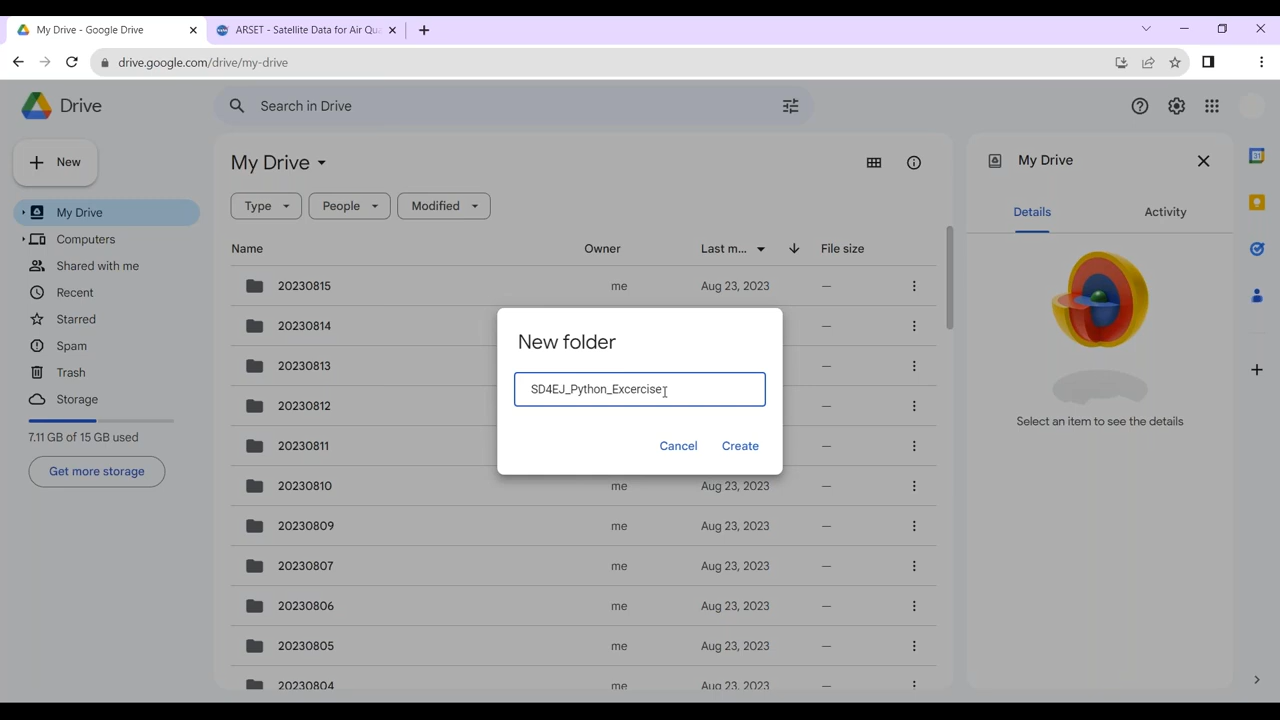 My Drive - Google Drive
ARSET - Satellite Data for Air Qu
drive.google.com/drive/my-drive
Drive
Search in Drive
New
My Drive
Computers
Shared with me
Recent
Starred
Spam
Trash
Storage
7.11 GB of 15 GB used
Get more storage
My Drive
Type
People
Modified
Name Owner Last m... File size
20230815 me Aug 23, 2023 —
20230814 me Aug 23, 2023 —
20230813
20230812
20230811
20230810 me Aug 23, 2023 —
20230809 me Aug 23, 2023 —
20230807 me Aug 23, 2023 —
20230806 me Aug 23, 2023 —
20230805 me Aug 23, 2023 —
20230804 me Aug 23, 2023 —
New folder
SD4EJ_Python_Excercise
Cancel
Create
My Drive
Details
Activity
Select an item to see the details
31